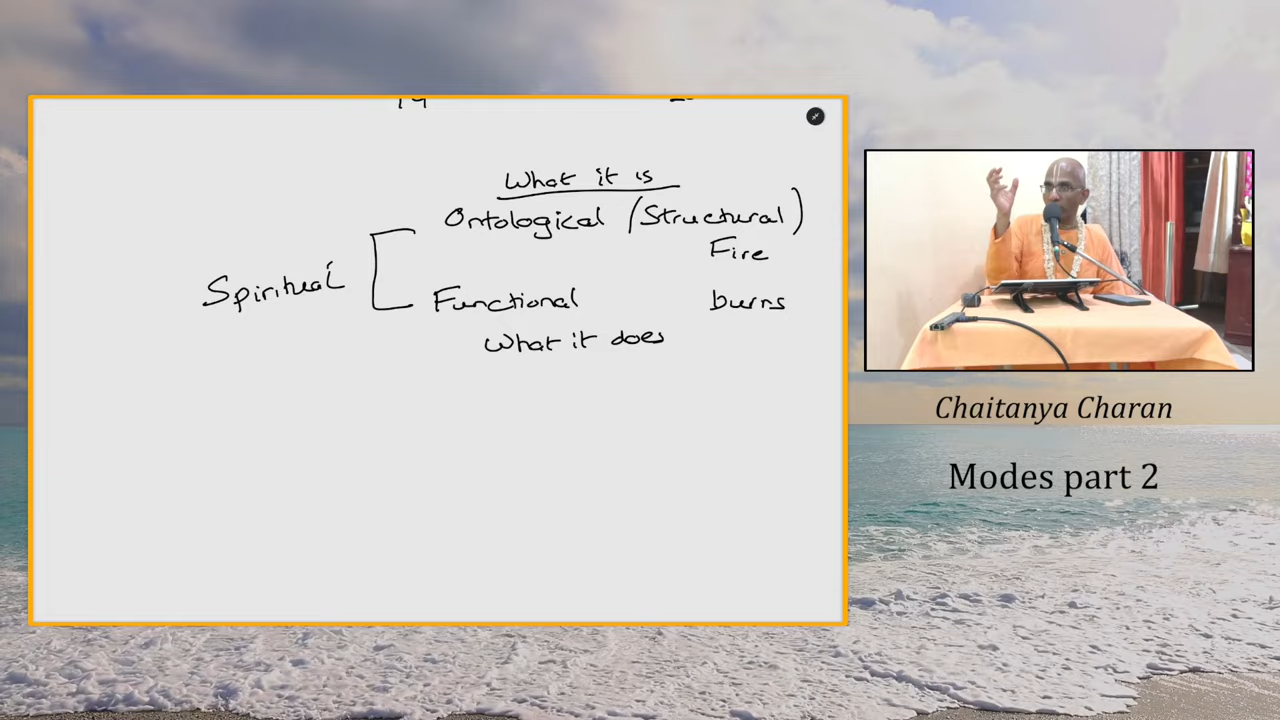 What it is
Ontological (Structural)
Fire
Spiritual
Functional burns
What it does
Chaitanya Charan
Modes part 2